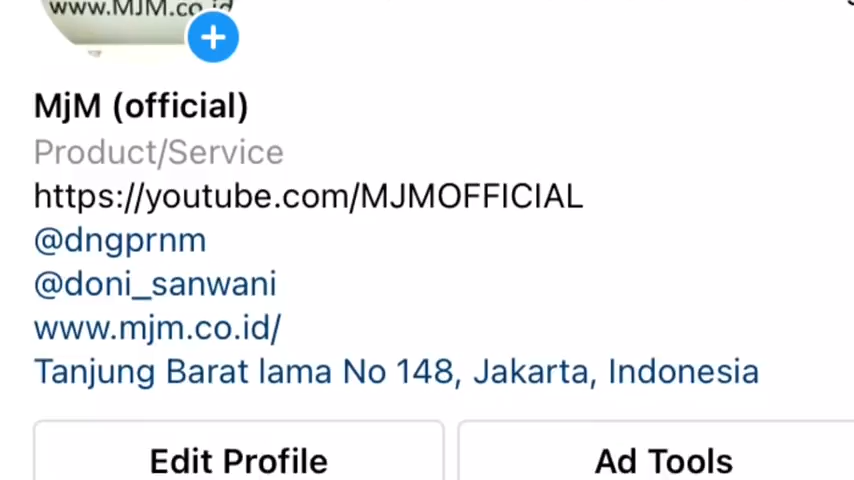 www.MJM.co.id
MjM (official)
Product/Service
https://youtube.com/MJMOFFICIAL
@dngprnm
@doni_sanwani
www.mjm.co.id/
Tanjung Barat lama No 148, Jakarta, Indonesia
Edit Profile
Ad Tools